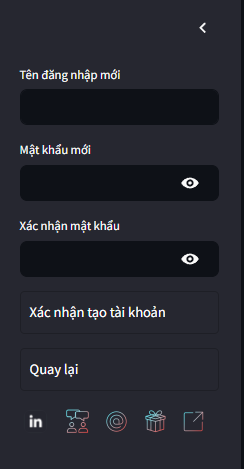 Tên đăng nhập mới
Mật khẩu mới
Xác nhận mật khẩu
Xác nhận tạo tài khoản
Quay lại
in